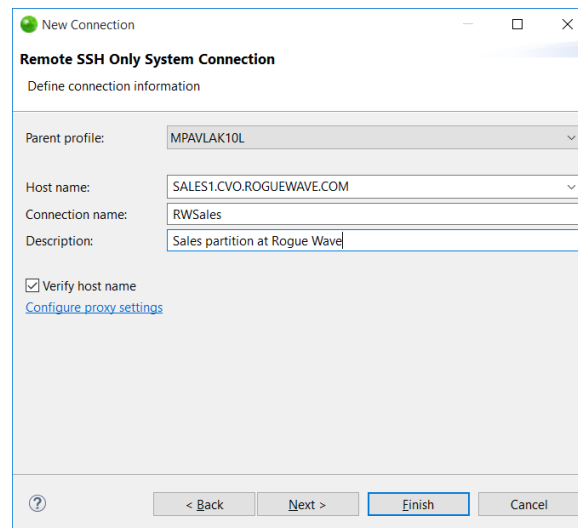 New Connection
Remote SSH Only System Connection
Define connection information
Parent profile: MPAVLAK10L
Host name: SALES1.CVO.ROGUEWAVE.COM
Connection name: RWSales
Description: Sales partition at Rogue Wave
Verify host name
Configure proxy settings
? < Back Next > Finish Cancel